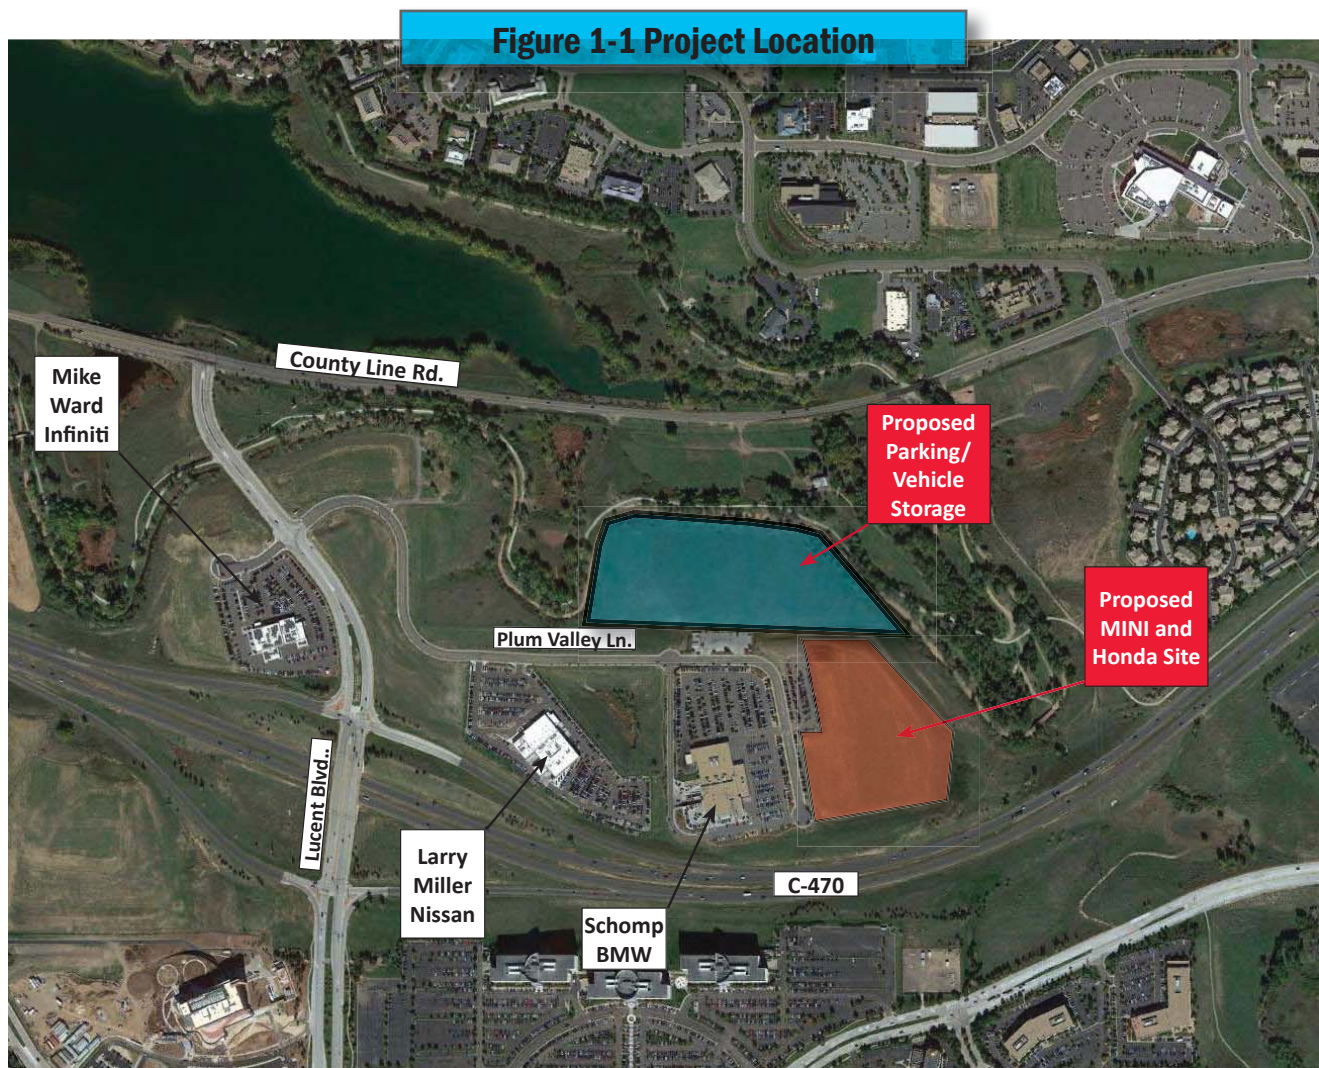 Figure 1-1 Project Location
County Line Rd.
Mike
Ward
Infiniti
Proposed
Parking/
Vehicle
Storage
Proposed
MINI and
Honda Site
Plum Valley Ln.
Lucent Blvd..
Larry
Miller
Nissan
C-470
Schomp
BMW